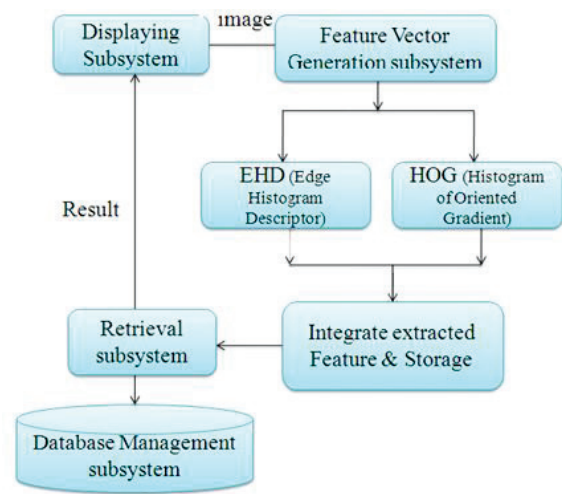 image
Displaying
Subsystem
Feature Vector
Generation subsystem
EHD (Edge
Histogram
Descriptor)
HOG (Histogram
of Oriented
Gradient)
Result
Retrieval
subsystem
Integrate extracted
Feature & Storage
Database Management
subsystem